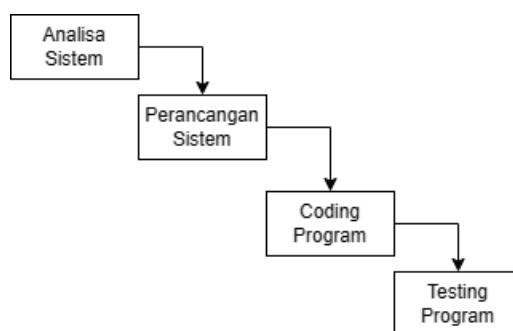 Analisa
Sistem
Perancangan
Sistem
Coding
Program
Testing
Program